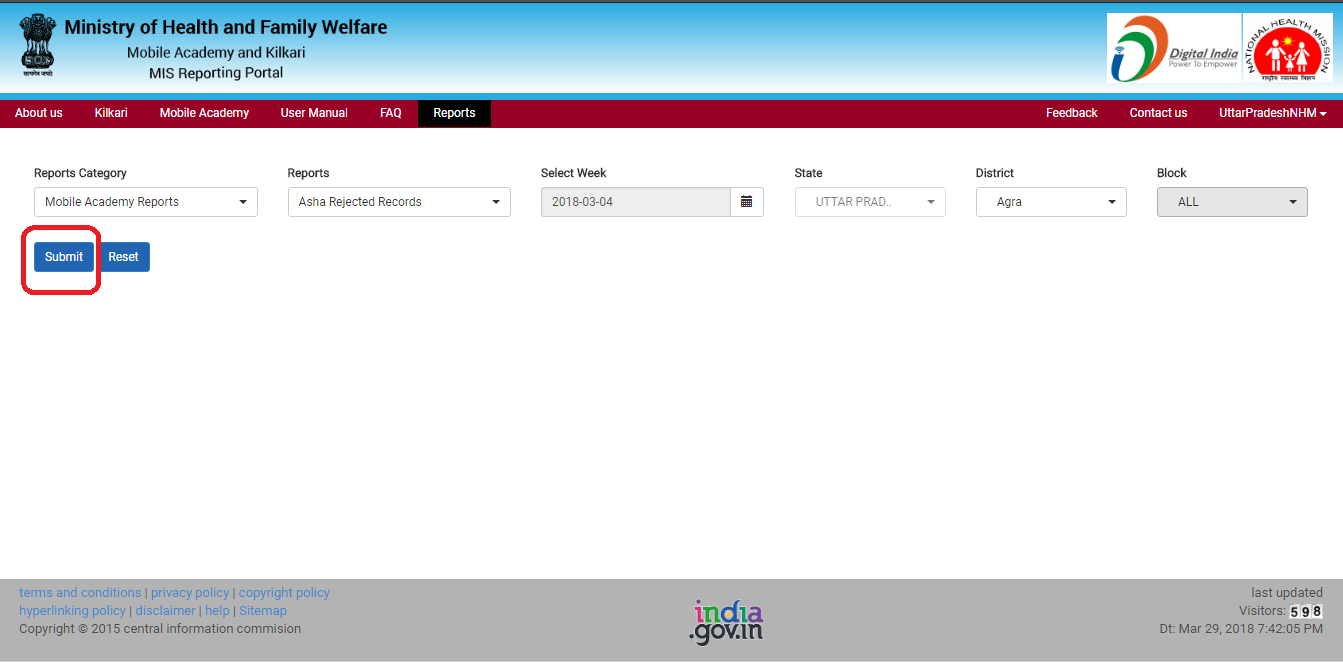 Ministry of Health and Family Welfare
Mobile Academy and Kilkari
MIS Reporting Portal
सत्यमेव जयते
Digital India
Power To Empower
NATIONAL HEALTH MISSION
राष्ट्रीय स्वास्थ्य मिशन
About us Kilkari Mobile Academy User Manual FAQ Reports Feedback Contact us UttarPradeshNHM
Reports Category Reports Select Week State District Block
Mobile Academy Reports Asha Rejected Records 2018-03-04 UTTAR PRAD.. Agra ALL
Submit Reset
terms and conditions | privacy policy | copyright policy
hyperlinking policy | disclaimer | help | Sitemap
Copyright © 2015 central information commision
india
.gov.in
last updated
Visitors: 598
Dt: Mar 29, 2018 7:42:05 PM